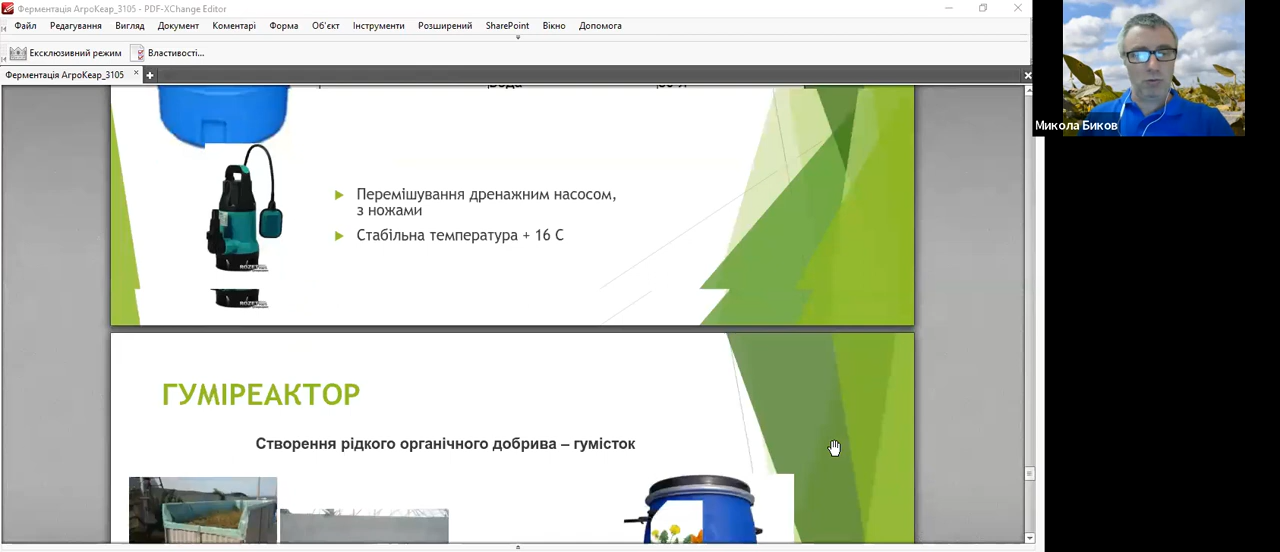 Ферментація АгроКеар_3105 - PDF-XChange Editor
Файл Редагування Вигляд Документ Коментарі Форма Об'єкт Інструменти Розширений SharePoint Вікно Допомога
Ексклюзивний режим Властивості...
Ферментація АгроКеар_3105
Микола Биков
Перемішування дренажним насосом,
з ножами
Стабільна температура + 16 С
ГУМІРЕАКТОР
Створення рідкого органічного добрива – гумісток